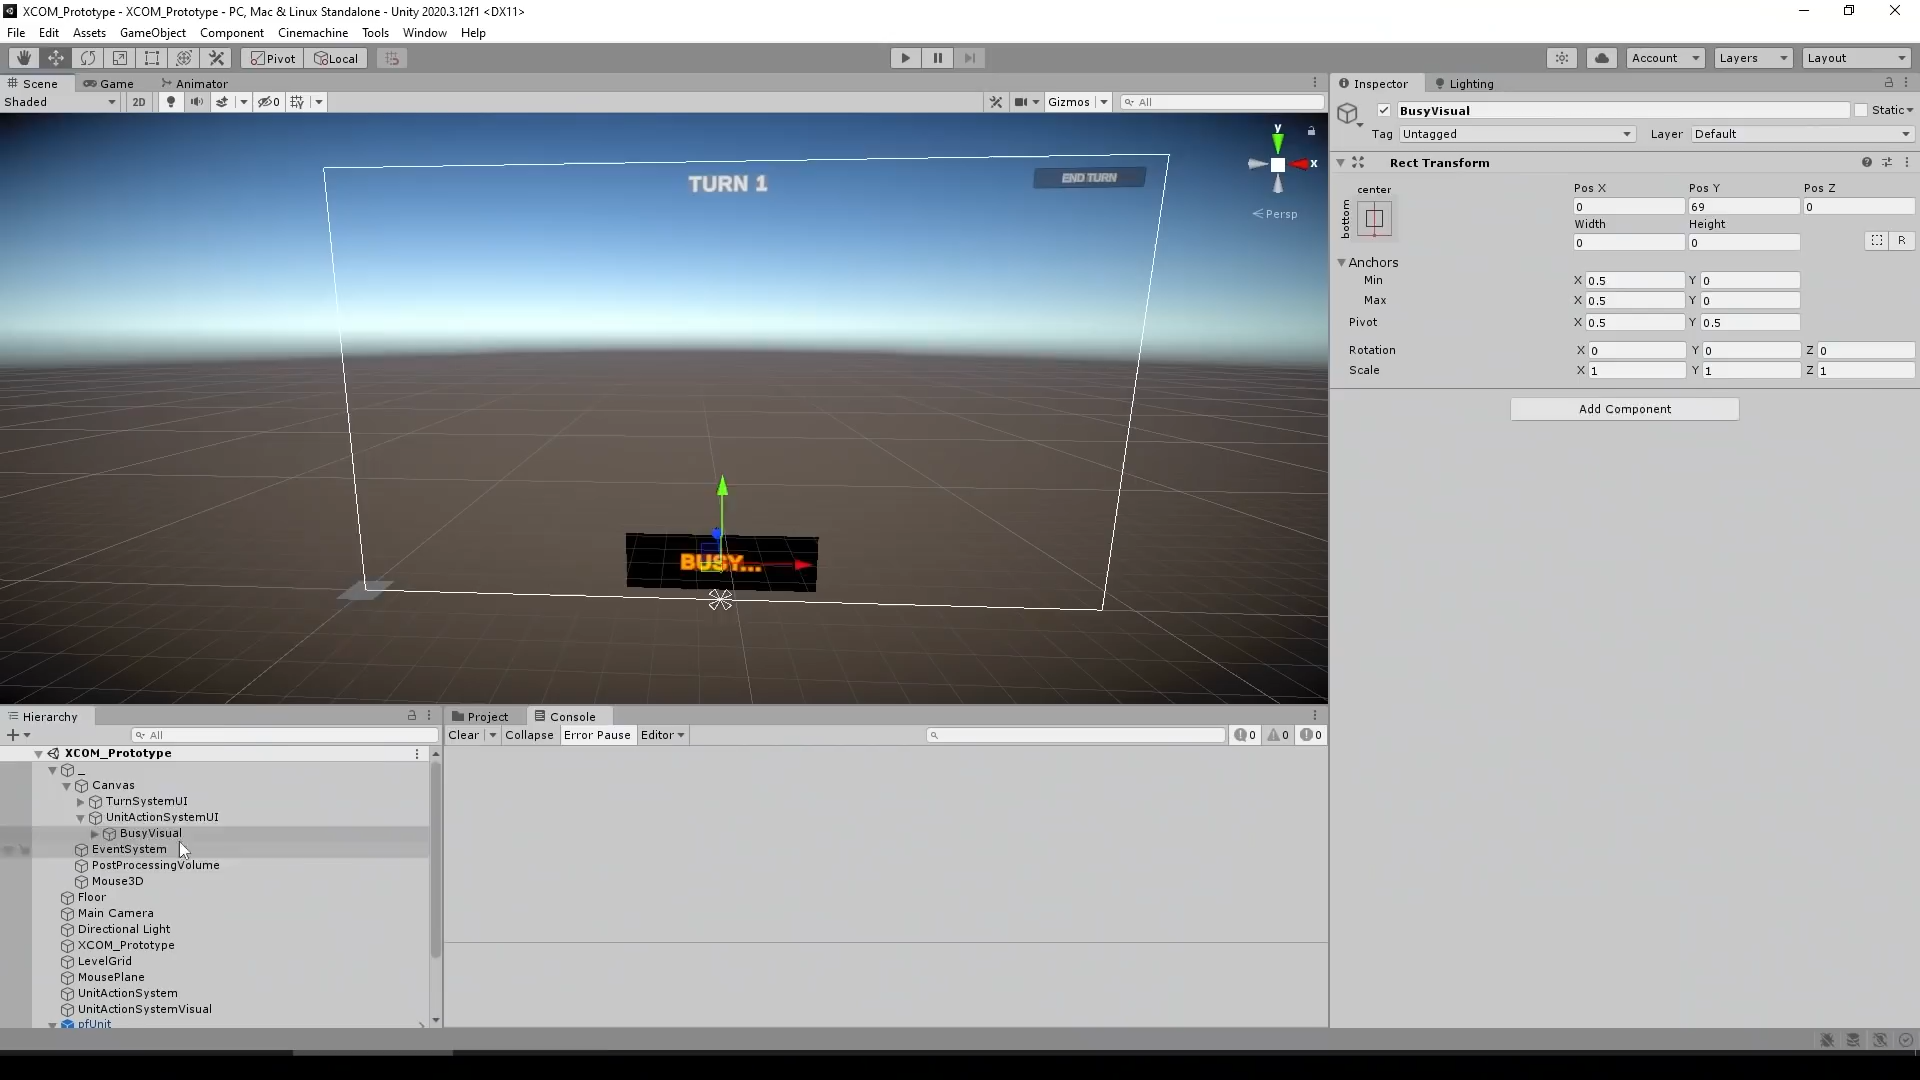 XCOM_Prototype - XCOM_Prototype - PC, Mac & Linux Standalone - Unity 2020.3.12f1 <DX11>
File Edit Assets GameObject Component Cinemachine Tools Window Help
Pivot Local Account Layers Layout
Scene Game Animator
Shaded 2D 0 Gizmos All
TURN 1
END TURN
y
x
Persp
BUSY...
Inspector Lighting
BusyVisual Static
Tag Untagged Layer Default
Rect Transform
center
bottom
Pos X Pos Y Pos Z
0 69 0
Width Height
0 0 R
Anchors
Min X 0.5 Y 0
Max X 0.5 Y 0
Pivot X 0.5 Y 0.5
Rotation X 0 Y 0 Z 0
Scale X 1 Y 1 Z 1
Add Component
Hierarchy
All
XCOM_Prototype
_
Canvas
TurnSystemUI
UnitActionSystemUI
BusyVisual
EventSystem
PostProcessingVolume
Mouse3D
Floor
Main Camera
Directional Light
XCOM_Prototype
LevelGrid
MousePlane
UnitActionSystem
UnitActionSystemVisual
pfUnit
Project Console
Clear Collapse Error Pause Editor 0 0 0